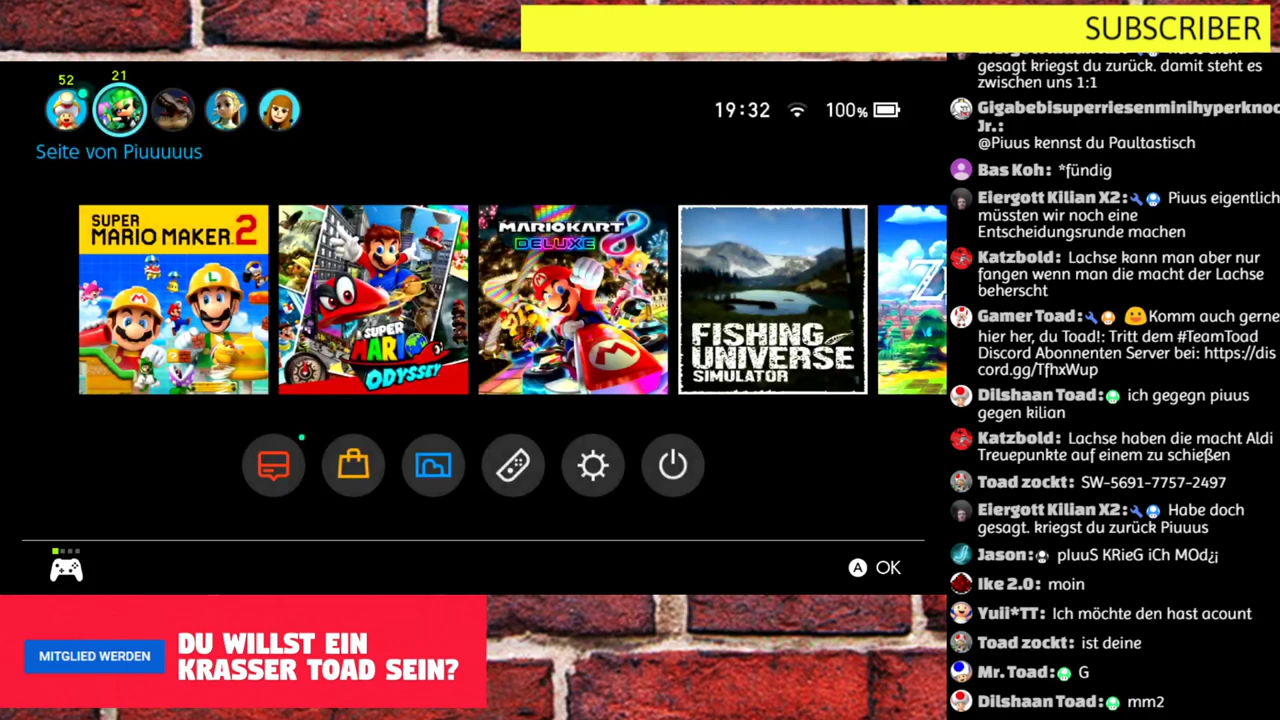 SUBSCRIBER
52
21
19:32
100%
Seite von Piuuuuus
SUPER
MARIO MAKER 2
SUPER
MARIO
ODYSSEY
MARIOKART 8
DELUXE
FISHING
UNIVERSE
SIMULATOR
Z
A OK
MITGLIED WERDEN
DU WILLST EIN
KRASSER TOAD SEIN?
gesagt kriegst du zurück. damit steht es
zwischen uns 1:1
Gigabebisuperriesenminihyperknoc
Jr.:
@Piuus kennst du Paultastisch
Bas Koh: *fündig
Eiergott Kilian X2: Piuus eigentlich
müssten wir noch eine
Entscheidungsrunde machen
Katzbold: Lachse kann man aber nur
fangen wenn man die macht der Lachse
beherscht
Gamer Toad: Komm auch gerne
hier her, du Toad!: Tritt dem #TeamToad
Discord Abonnenten Server bei: https://dis
cord.gg/TfhxWup
Dilshaan Toad: ich gegegn piuus
gegen kilian
Katzbold: Lachse haben die macht Aldi
Treuepunkte auf einem zu schießen
Toad zockt: SW-5691-7757-2497
Eiergott Kilian X2: Habe doch
gesagt. kriegst du zurück Piuuus
Jason: pIuuS KRieG iCh MOd¿¡
Ike 2.0: moin
Yuii*TT: Ich möchte den hast acount
Toad zockt: ist deine
Mr. Toad: G
Dilshaan Toad: mm2